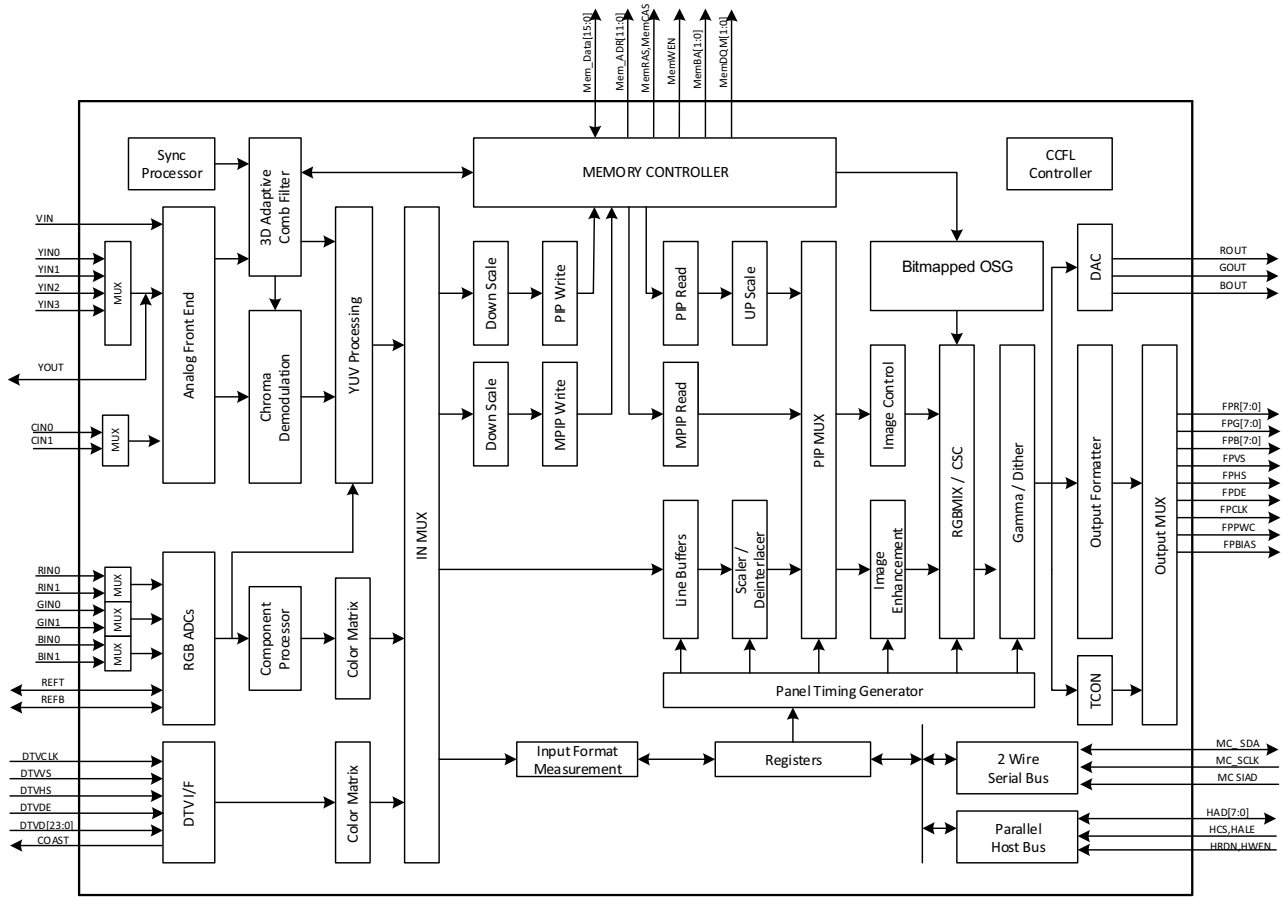 Mem_Data[15:0]
Mem_ADR[11:0]
MemRAS,MemCAS
MemWEN
MemBA[1:0]
MemDQM[1:0]
Sync
Processor
3D Adaptive
Comb Filter
MEMORY CONTROLLER
CCFL
Controller
VIN
YIN0
YIN1
YIN2
YIN3
MUX
YOUT
CIN0
CIN1
MUX
Analog Front End
Chroma
Demodulation
YUV Processing
IN MUX
Down Scale
PIP Write
Down Scale
MPIP Write
PIP Read
UP Scale
MPIP Read
PIP MUX
Bitmapped OSG
Image Control
RGBMIX / CSC
Gamma / Dither
DAC
ROUT
GOUT
BOUT
Output Formatter
Output MUX
FPR[7:0]
FPG[7:0]
FPB[7:0]
FPVS
FPHS
FPDE
FPCLK
FPPWC
FPBIAS
RIN0
RIN1
GIN0
GIN1
BIN0
BIN1
MUX
MUX
MUX
REFT
REFB
RGB ADCs
Component
Processor
Color Matrix
Line Buffers
Scaler /
Deinterlacer
Image
Enhancement
Panel Timing Generator
TCON
DTVCLK
DTVVS
DTVHS
DTVDE
DTVD[23:0]
COAST
DTV I/F
Color Matrix
Input Format
Measurement
Registers
2 Wire
Serial Bus
MC_SDA
MC_SCLK
MC SIAD
Parallel
Host Bus
HAD[7:0]
HCS,HALE
HRDN,HWEN